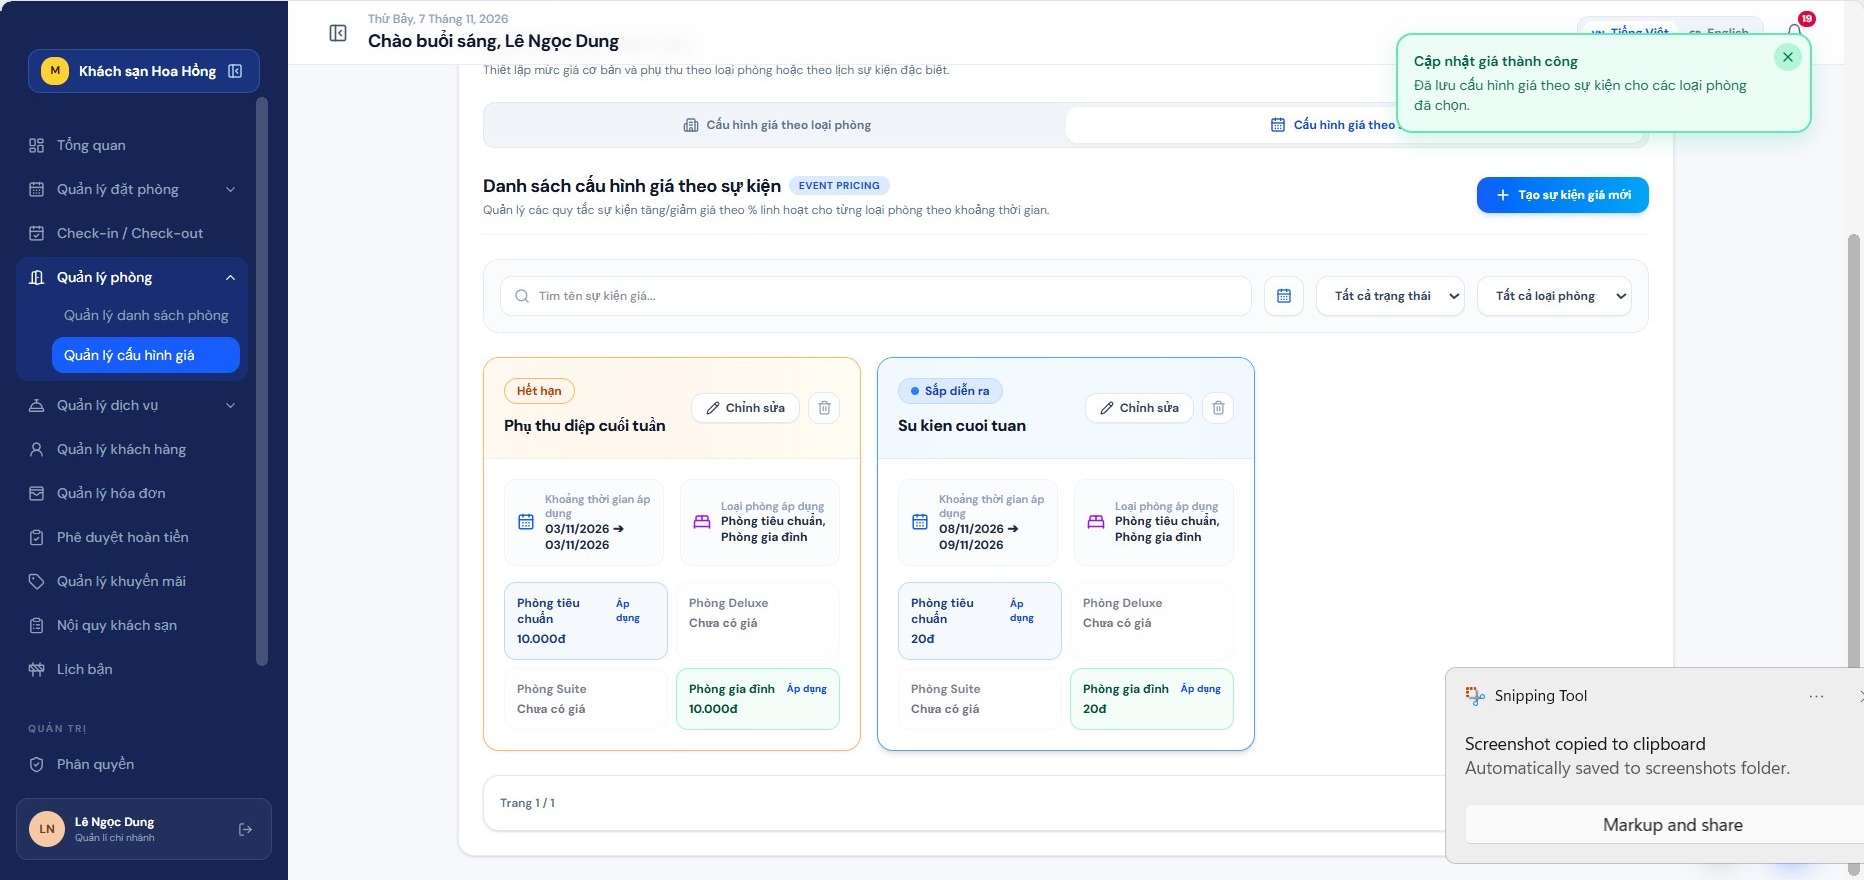 M
Khách sạn Hoa Hồng
Tổng quan
Quản lý đặt phòng
Check-in / Check-out
Quản lý phòng
Quản lý danh sách phòng
Quản lý cấu hình giá
Quản lý dịch vụ
Quản lý khách hàng
Quản lý hóa đơn
Phê duyệt hoàn tiền
Quản lý khuyến mãi
Nội quy khách sạn
Lịch bận
QUẢN TRỊ
Phân quyền
LN
Lê Ngọc Dung
Quản lí chi nhánh
Thứ Bảy, 7 Tháng 11, 2026
Chào buổi sáng, Lê Ngọc Dung
Tiếng Việt
English
19
Cập nhật giá thành công
Đã lưu cấu hình giá theo sự kiện cho các loại phòng
đã chọn.
Thiết lập mức giá cơ bản và phụ thu theo loại phòng hoặc theo lịch sự kiện đặc biệt.
Cấu hình giá theo loại phòng
Cấu hình giá theo
Danh sách cấu hình giá theo sự kiện
EVENT PRICING
Quản lý các quy tắc sự kiện tăng/giảm giá theo % linh hoạt cho từng loại phòng theo khoảng thời gian.
+ Tạo sự kiện giá mới
Tìm tên sự kiện giá...
Tất cả trạng thái
Tất cả loại phòng
Hết hạn
Phụ thu diệp cuối tuần
Chỉnh sửa
Khoảng thời gian áp
dụng
03/11/2026 ➔
03/11/2026
Loại phòng áp dụng
Phòng tiêu chuẩn,
Phòng gia đình
Phòng tiêu
chuẩn
Áp
dụng
10.000đ
Phòng Deluxe
Chưa có giá
Phòng Suite
Chưa có giá
Phòng gia đình
Áp dụng
10.000đ
Sắp diễn ra
Su kien cuoi tuan
Chỉnh sửa
Khoảng thời gian áp
dụng
08/11/2026 ➔
09/11/2026
Loại phòng áp dụng
Phòng tiêu chuẩn,
Phòng gia đình
Phòng tiêu
chuẩn
Áp
dụng
20đ
Phòng Deluxe
Chưa có giá
Phòng Suite
Chưa có giá
Phòng gia đình
Áp dụng
20đ
Trang 1 / 1
Snipping Tool
Screenshot copied to clipboard
Automatically saved to screenshots folder.
Markup and share